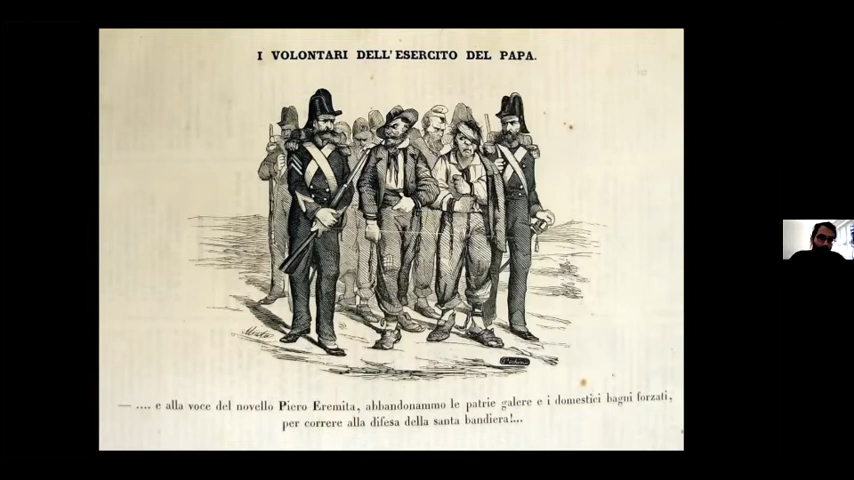 I VOLONTARI DELL' ESERCITO DEL PAPA.
— .... e alla voce del novello Piero Eremita, abbandonammo le patrie galere e i domestici bagni forzati,
per correre alla difesa della santa bandiera!...